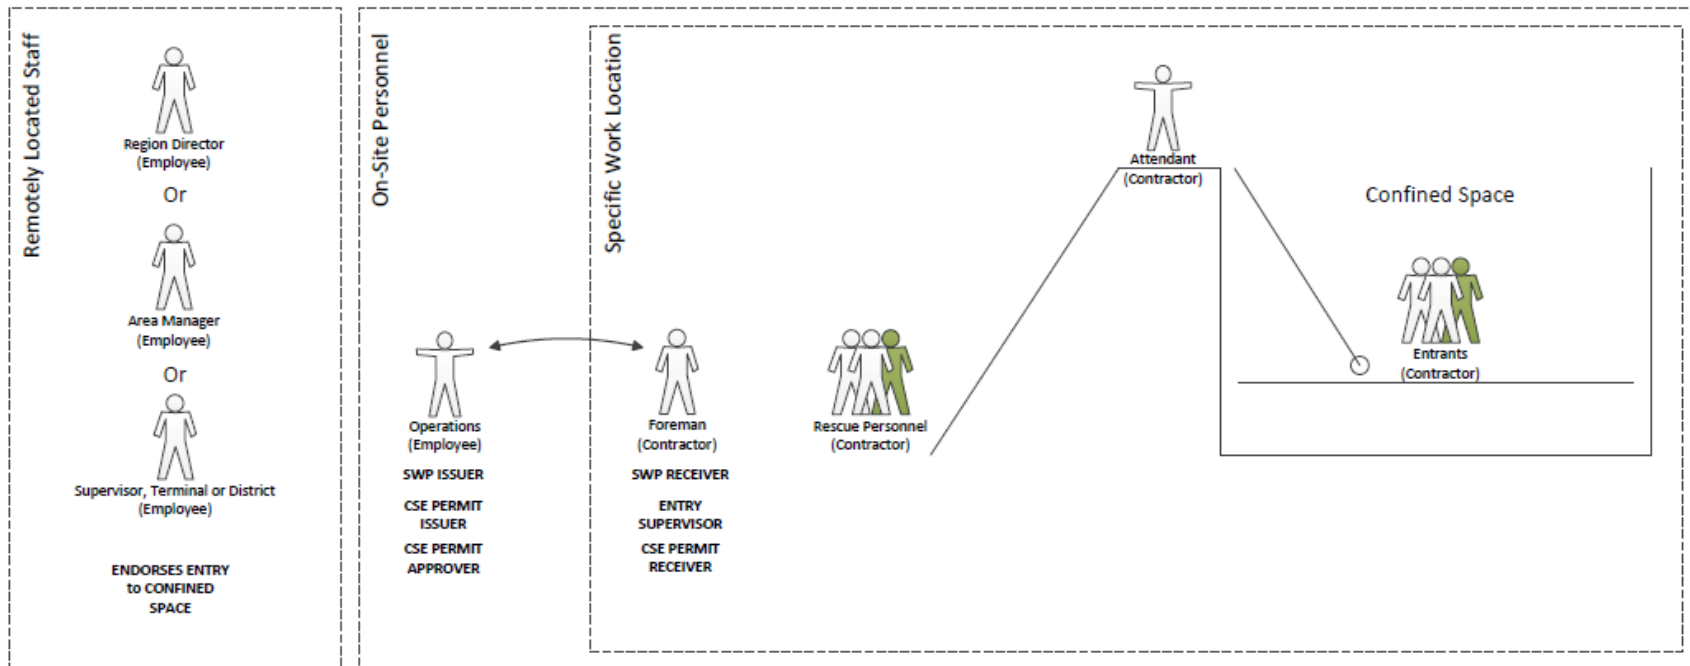 Remotely Located Staff
Region Director
(Employee)
Or
Area Manager
(Employee)
Or
Supervisor, Terminal or District
(Employee)
ENDORSES ENTRY
to CONFINED
SPACE
On-Site Personnel
Operations
(Employee)
SWP ISSUER
CSE PERMIT
ISSUER
CSE PERMIT
APPROVER
Specific Work Location
Foreman
(Contractor)
SWP RECEIVER
ENTRY
SUPERVISOR
CSE PERMIT
RECEIVER
Rescue Personnel
(Contractor)
Attendant
(Contractor)
Confined Space
Entrants
(Contractor)